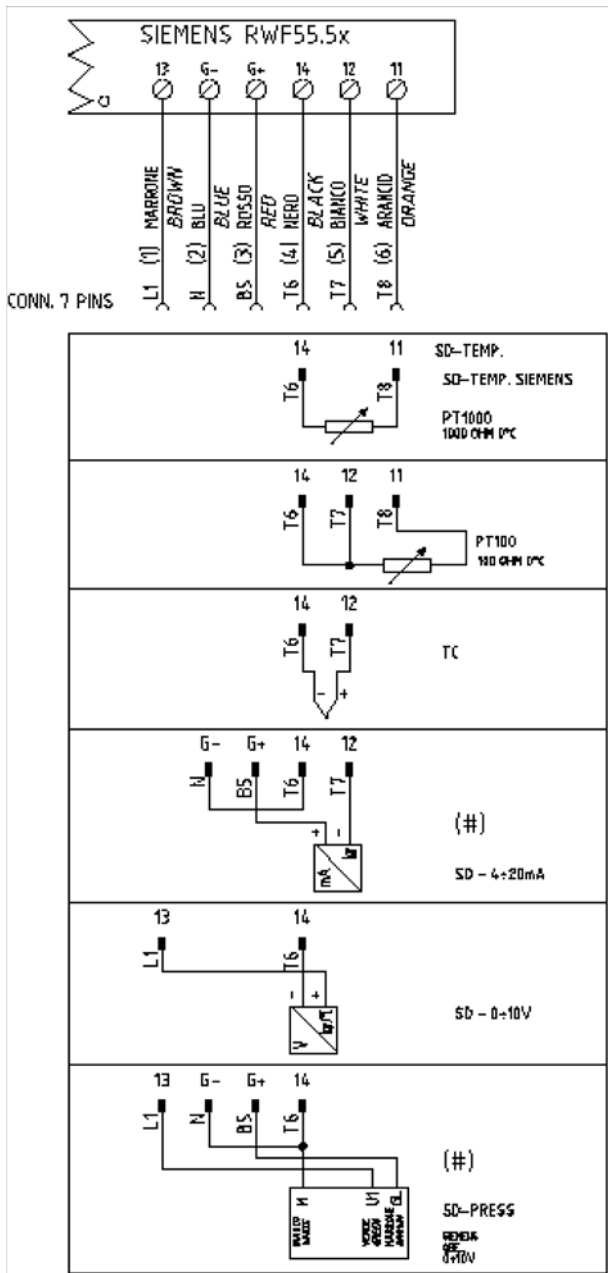 SIEMENS RWF55.5x
13 G- G+ 14 12 11
L1 (1) MARRONE
BROWN
N (2) BLU
BLUE
BS (3) ROSSO
RED
T6 (4) NERO
BLACK
T7 (5) BIANCO
WHITE
T8 (6) ARANCIO
ORANGE
CONN. 7 PINS
14 11
T6 T8
SD-TEMP.
SD-TEMP. SIEMENS
PT1000
1000 OHM 0°C
14 12 11
T6 T7 T8
PT100
100 OHM 0°C
14 12
T6 T7
- +
TC
G- G+ 14 12
N BS T6 T7
+ -
mA
(#)
SD - 4÷20mA
13 14
L1 T6
- +
V
SD - 0÷10V
13 G- G+ 14
L1 N BS T6
M U1
(#)
SD-PRESS
0÷10V